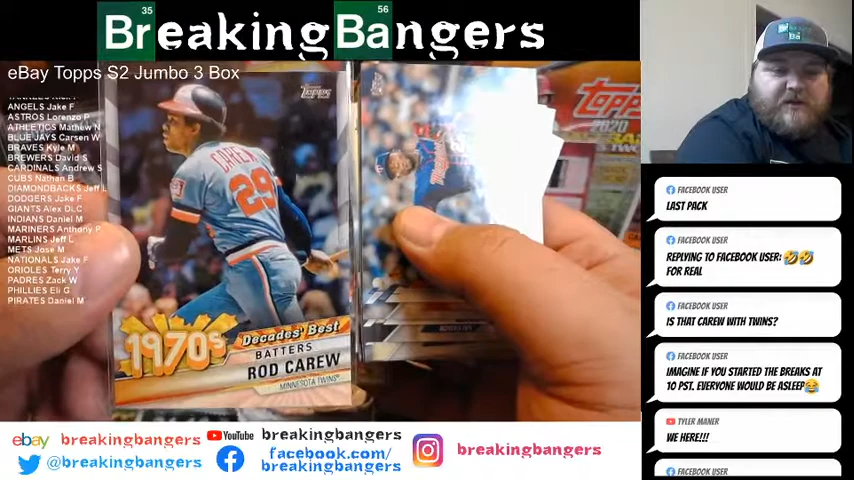 35
56
BreakingBangers
eBay Topps S2 Jumbo 3 Box
ANGELS Jake F
ASTROS Lorenzo P
ATHLETICS Mathew N
BLUE JAYS Carsen W
BRAVES Kyle M
BREWERS David S
CARDINALS Andrew S
CUBS Nathan B
DIAMONDBACKS Jeff L
DODGERS Jake F
GIANTS Alex DLC
INDIANS Daniel M
MARINERS Anthony P
MARLINS Jeff L
METS Jose M
NATIONALS Jake F
ORIOLES Terry Y
PADRES Zack W
PHILLIES Eli G
PIRATES Daniel M
Topps
CAREW
29
1970s
Decades' Best
BATTERS
ROD CAREW
MINNESOTA TWINS
topps
2020
Br
Ba
FACEBOOK USER
LAST PACK
FACEBOOK USER
REPLYING TO FACEBOOK USER: 🤣🤣
FOR REAL
FACEBOOK USER
IS THAT CAREW WITH TWINS?
FACEBOOK USER
IMAGINE IF YOU STARTED THE BREAKS AT
10 PST. EVERYONE WOULD BE ASLEEP😂
TYLER MANER
WE HERE!!!
FACEBOOK USER
ebay breakingbangers
YouTube breakingbangers
@breakingbangers
facebook.com/
breakingbangers
breakingbangers